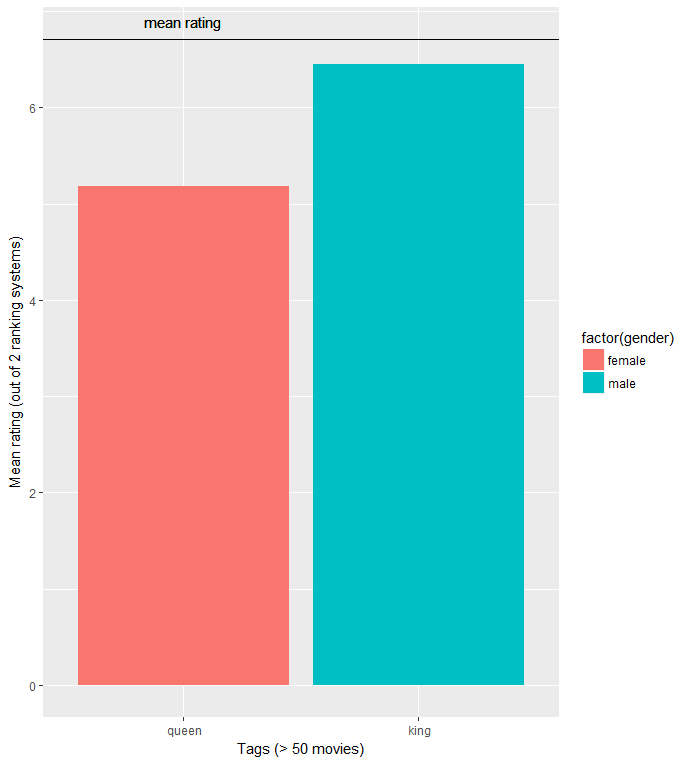 mean rating
6
4
2
0
Mean rating (out of 2 ranking systems)
queen
king
Tags (> 50 movies)
factor(gender)
female
male